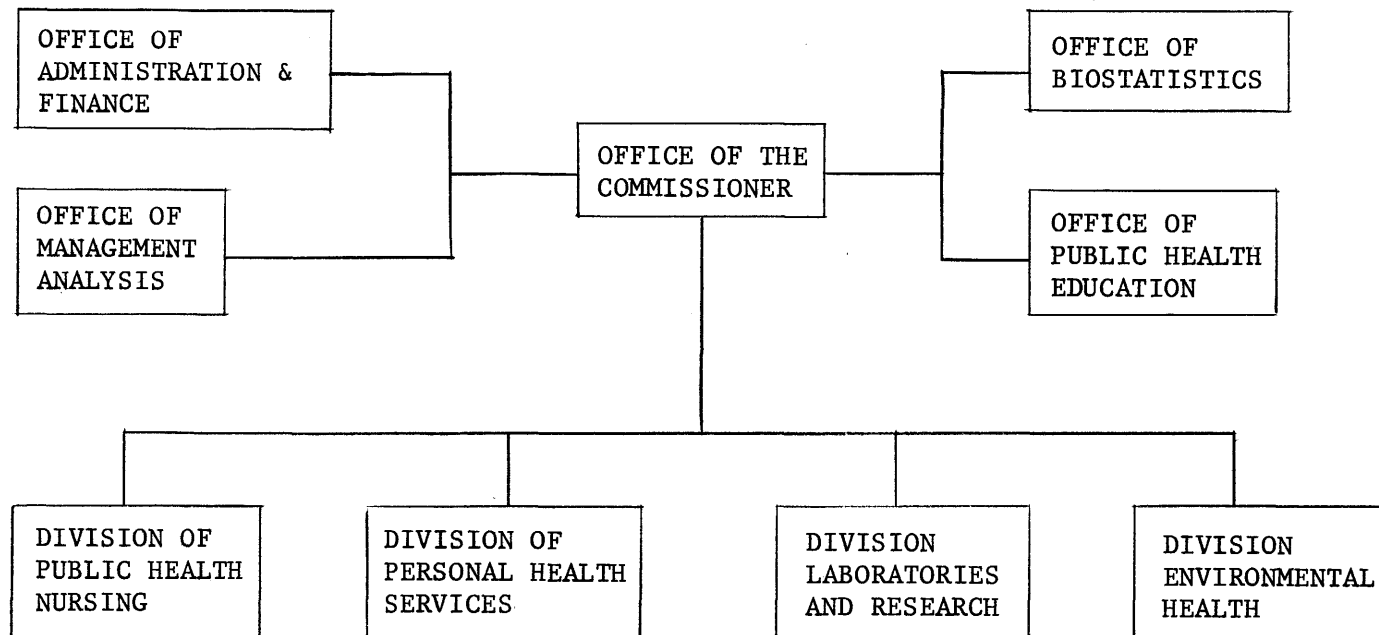 OFFICE OF
ADMINISTRATION &
FINANCE
OFFICE OF
BIOSTATISTICS
OFFICE OF THE
COMMISSIONER
OFFICE OF
MANAGEMENT
ANALYSIS
OFFICE OF
PUBLIC HEALTH
EDUCATION
DIVISION OF
PUBLIC HEALTH
NURSING
DIVISION OF
PERSONAL HEALTH
SERVICES
DIVISION
LABORATORIES
AND RESEARCH
DIVISION
ENVIRONMENTAL
HEALTH